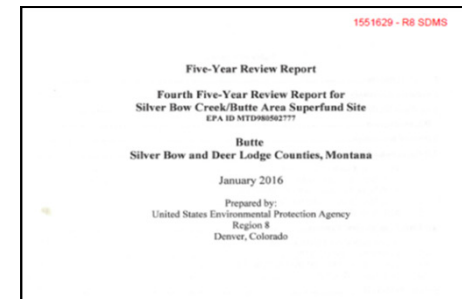 1551629 - R8 SDMS
Five-Year Review Report
Fourth Five-Year Review Report for
Silver Bow Creek/Butte Area Superfund Site
EPA ID MTD980502777
Butte
Silver Bow and Deer Lodge Counties, Montana
January 2016
Prepared by:
United States Environmental Protection Agency
Region 8
Denver, Colorado